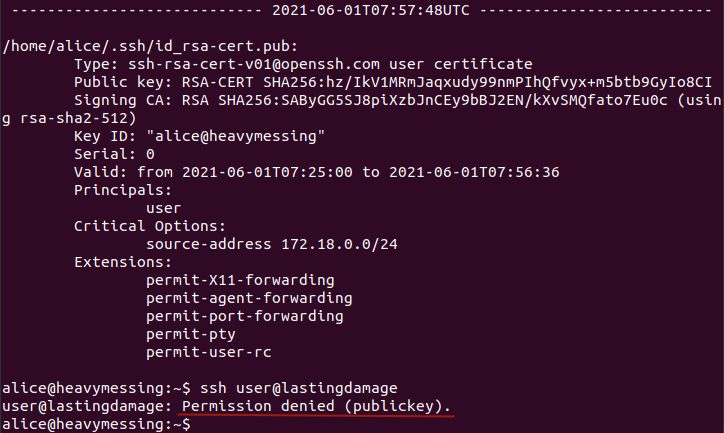 ---------------------------- 2021-06-01T07:57:48UTC --------------------------
/home/alice/.ssh/id_rsa-cert.pub:
Type: ssh-rsa-cert-v01@openssh.com user certificate
Public key: RSA-CERT SHA256:hz/IkV1MRmJaqxudy99nmPIhQfvyx+m5btb9GyIo8CI
Signing CA: RSA SHA256:SAByGG5SJ8piXzbJnCEy9bBJ2EN/kXvSMQfato7Eu0c (usin
g rsa-sha2-512)
Key ID: "alice@heavymessing"
Serial: 0
Valid: from 2021-06-01T07:25:00 to 2021-06-01T07:56:36
Principals:
user
Critical Options:
source-address 172.18.0.0/24
Extensions:
permit-X11-forwarding
permit-agent-forwarding
permit-port-forwarding
permit-pty
permit-user-rc
alice@heavymessing:~$ ssh user@lastingdamage
user@lastingdamage: Permission denied (publickey).
alice@heavymessing:~$